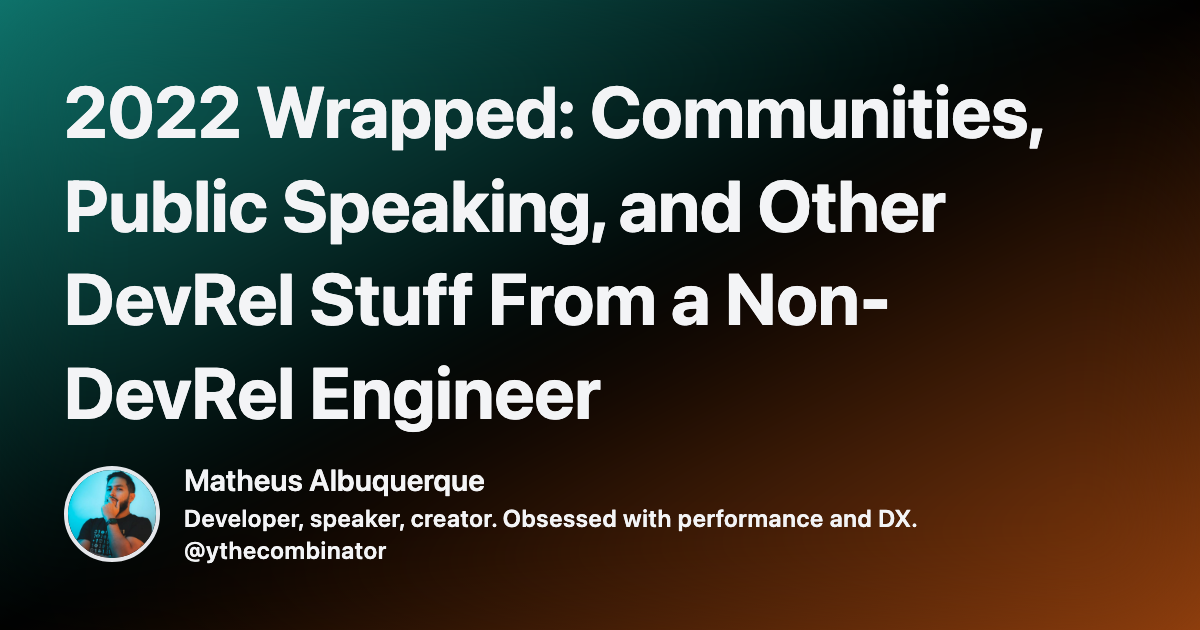 2022 Wrapped: Communities,
Public Speaking, and Other
DevRel Stuff From a Non-
DevRel Engineer
Matheus Albuquerque
Developer, speaker, creator. Obsessed with performance and DX.
@ythecombinator